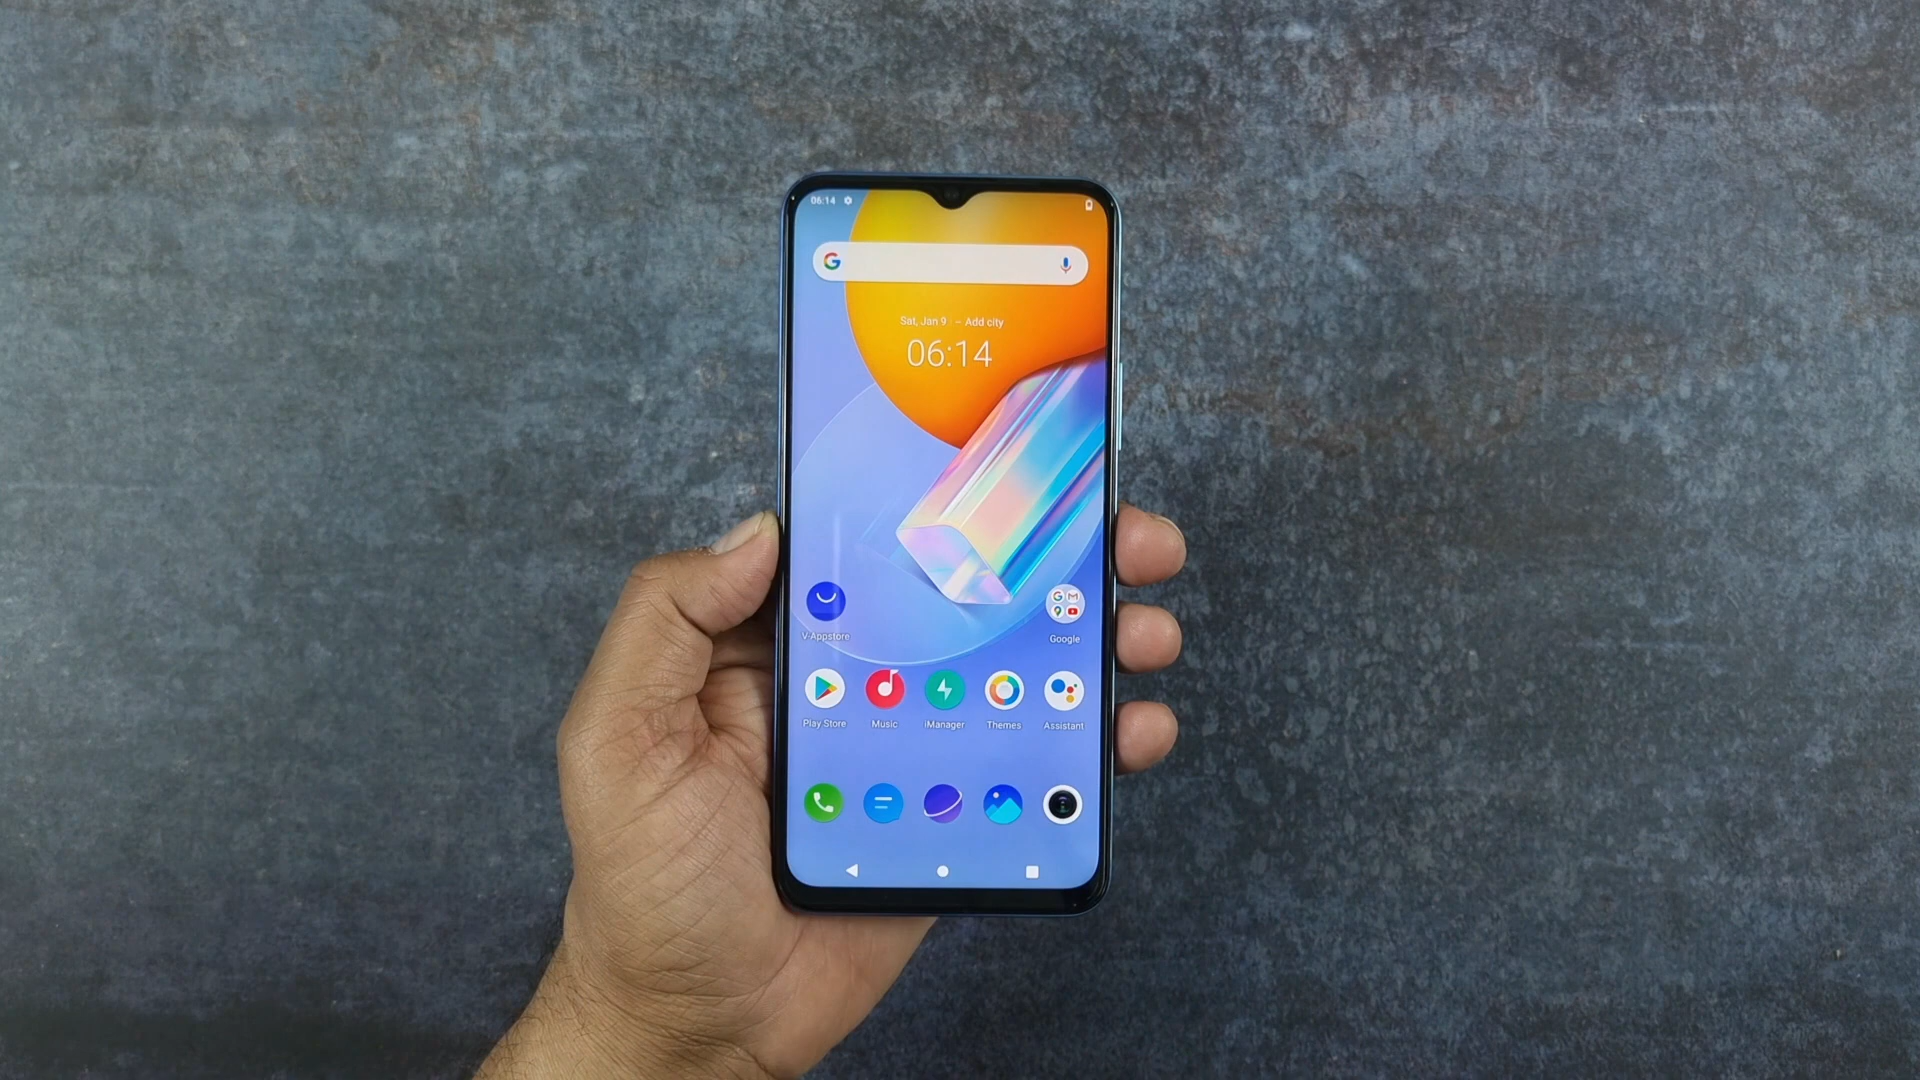 06:14
G
Sat, Jan 9 - Add city
06:14
V-Appstore
Google
Play Store
Music
iManager
Themes
Assistant